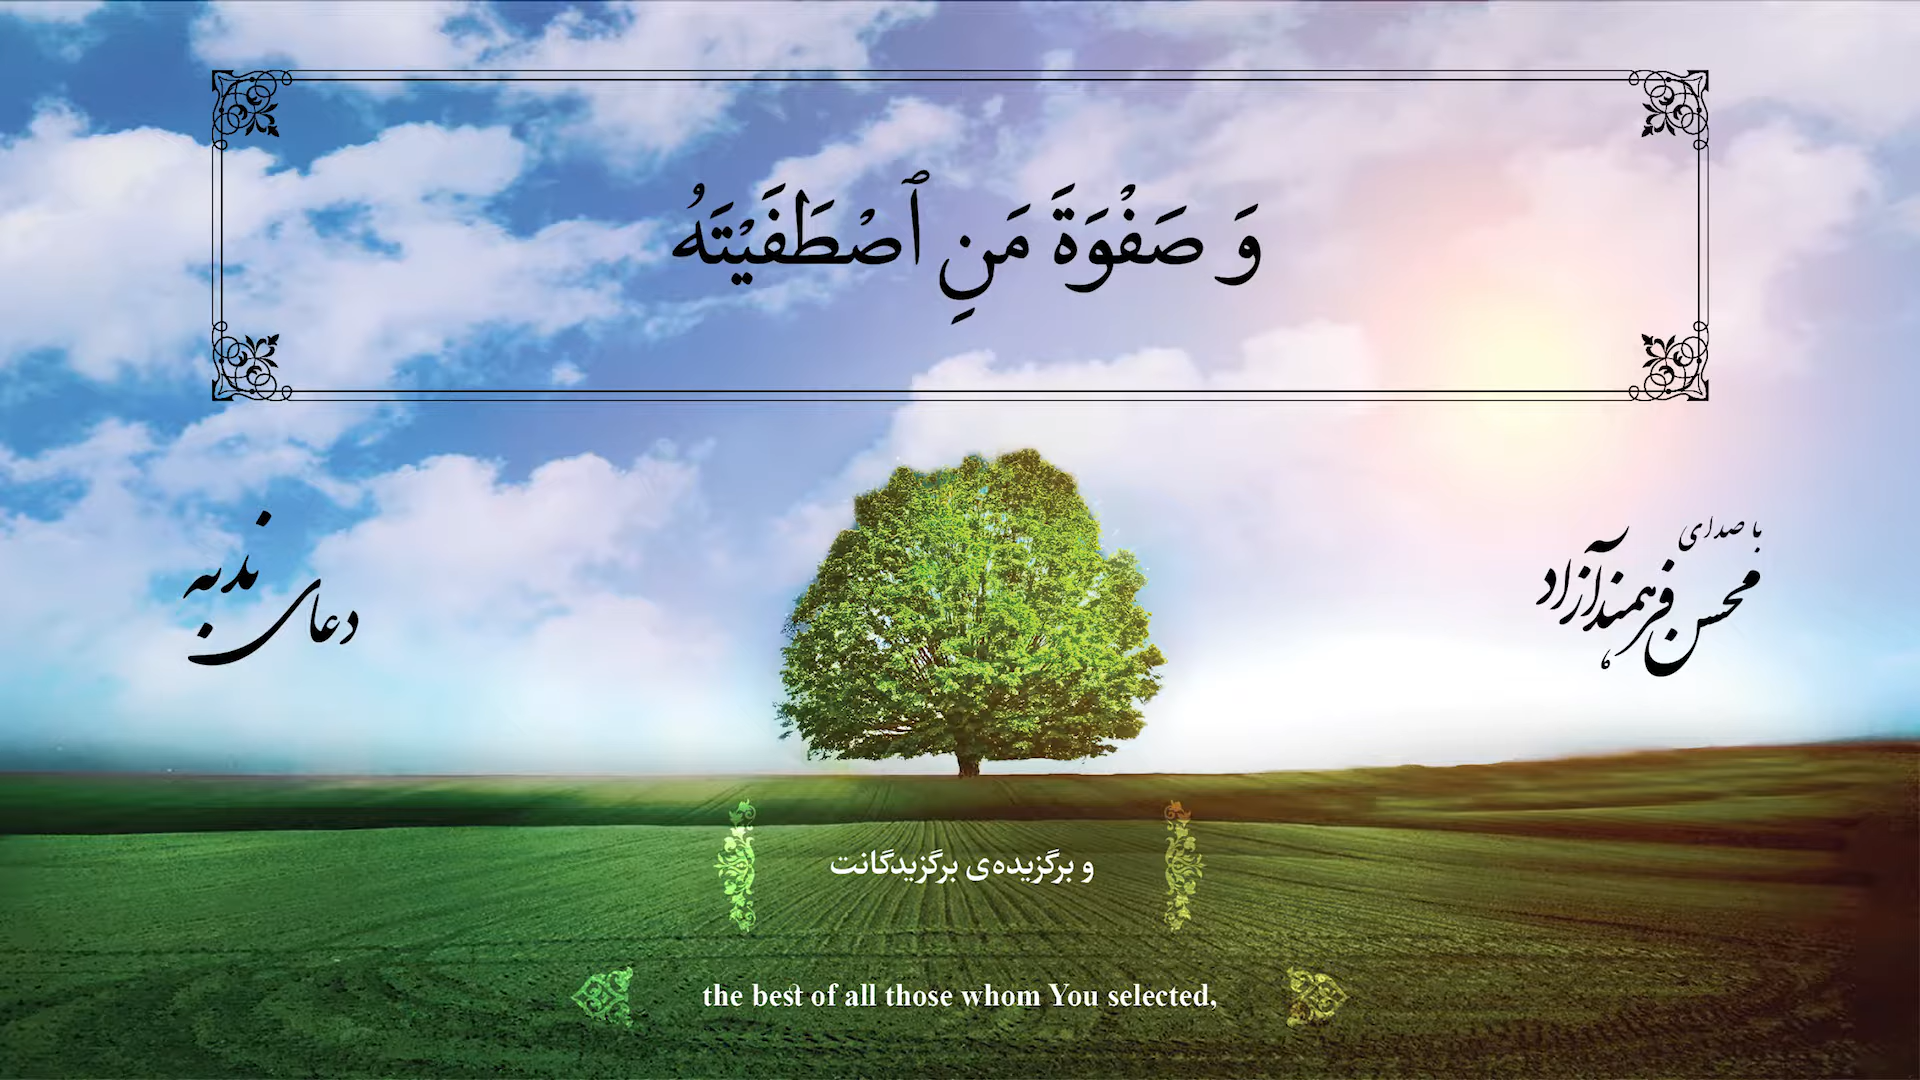 وَ صَفْوَةَ مَنِ ٱصْطَفَيْتَهُ
با صدای
محسن فرهمند آزاد
دعای
ندبه
و برگزیده‌ی برگزیدگانت
the best of all those whom You selected,